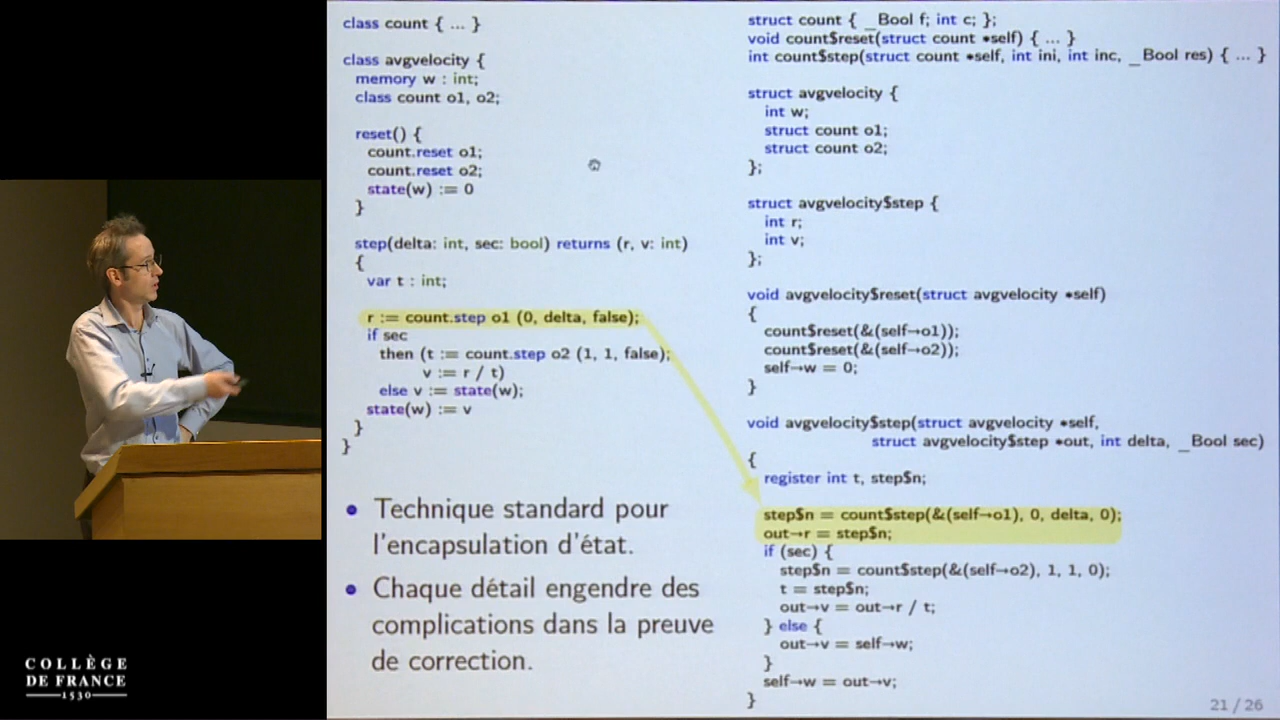 class count { ... }
class avgvelocity {
memory w : int;
class count o1, o2;
reset() {
count.reset o1;
count.reset o2;
state(w) := 0
}
step(delta: int, sec: bool) returns (r, v: int)
{
var t : int;
r := count.step o1 (0, delta, false);
if sec
then (t := count.step o2 (1, 1, false);
v := r / t)
else v := state(w);
state(w) := v
}
}
• Technique standard pour
l'encapsulation d'état.
• Chaque détail engendre des
complications dans la preuve
de correction.
struct count { _Bool f; int c; };
void count$reset(struct count *self) { ... }
int count$step(struct count *self, int ini, int inc, _Bool res) { ... }
struct avgvelocity {
int w;
struct count o1;
struct count o2;
};
struct avgvelocity$step {
int r;
int v;
};
void avgvelocity$reset(struct avgvelocity *self)
{
count$reset(&(self→o1));
count$reset(&(self→o2));
self→w = 0;
}
void avgvelocity$step(struct avgvelocity *self,
struct avgvelocity$step *out, int delta, _Bool sec)
{
register int t, step$n;
step$n = count$step(&(self→o1), 0, delta, 0);
out→r = step$n;
if (sec) {
step$n = count$step(&(self→o2), 1, 1, 0);
t = step$n;
out→v = out→r / t;
} else {
out→v = self→w;
}
self→w = out→v;
}
21 / 26
COLLÈGE
DE FRANCE
1530